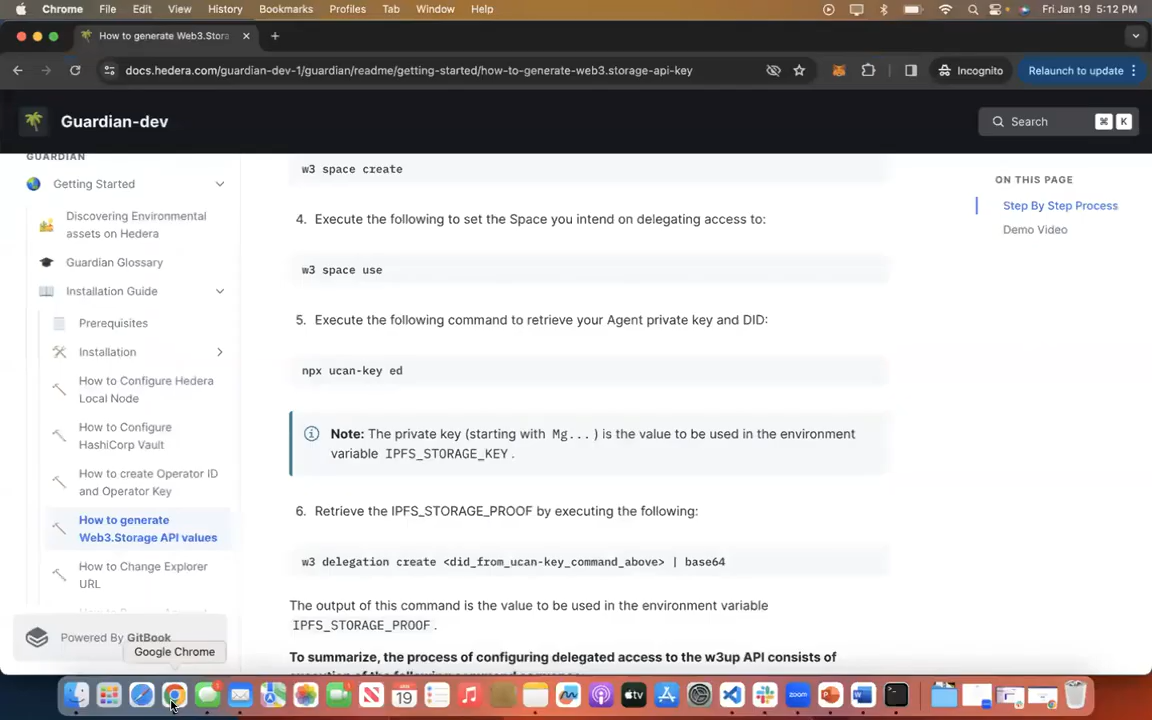 Chrome File Edit View History Bookmarks Profiles Tab Window Help Fri Jan 19 5:12 PM
How to generate Web3.Stora
docs.hedera.com/guardian-dev-1/guardian/readme/getting-started/how-to-generate-web3.storage-api-key Incognito Relaunch to update
Guardian-dev Search ⌘ K
GUARDIAN
Getting Started
Discovering Environmental
assets on Hedera
Guardian Glossary
Installation Guide
Prerequisites
Installation
How to Configure Hedera
Local Node
How to Configure
HashiCorp Vault
How to create Operator ID
and Operator Key
How to generate
Web3.Storage API values
How to Change Explorer
URL
Powered By GitBook
Google Chrome
w3 space create
4. Execute the following to set the Space you intend on delegating access to:
w3 space use
5. Execute the following command to retrieve your Agent private key and DID:
npx ucan-key ed
Note: The private key (starting with Mg... ) is the value to be used in the environment
variable IPFS_STORAGE_KEY .
6. Retrieve the IPFS_STORAGE_PROOF by executing the following:
w3 delegation create <did_from_ucan-key_command_above> | base64
The output of this command is the value to be used in the environment variable
IPFS_STORAGE_PROOF .
To summarize, the process of configuring delegated access to the w3up API consists of
ON THIS PAGE
Step By Step Process
Demo Video
JAN
19
tv
zoom